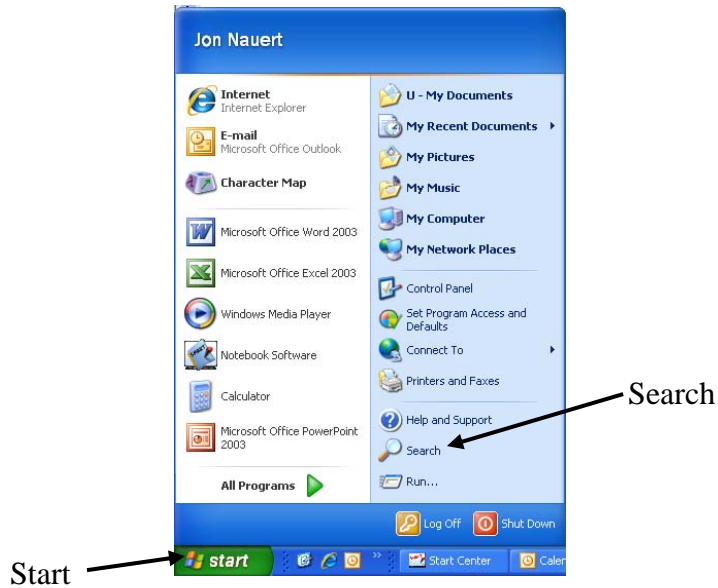 Jon Nauert
Internet
Internet Explorer
E-mail
Microsoft Office Outlook
Character Map
Microsoft Office Word 2003
Microsoft Office Excel 2003
Windows Media Player
Notebook Software
Calculator
Microsoft Office PowerPoint
2003
All Programs
U - My Documents
My Recent Documents
My Pictures
My Music
My Computer
My Network Places
Control Panel
Set Program Access and
Defaults
Connect To
Printers and Faxes
Help and Support
Search
Run...
Search
Log Off
Shut Down
start
Start Center
Caler
Start